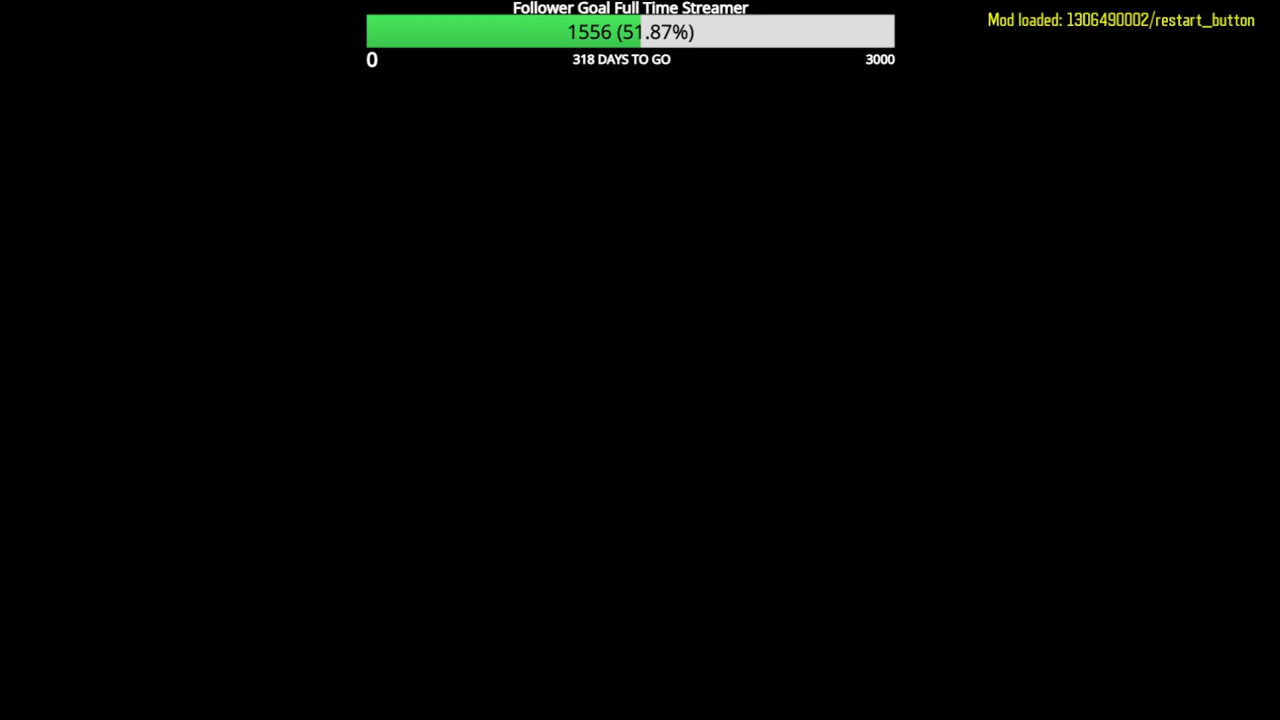 Follower Goal Full Time Streamer
1556 (51.87%)
0 318 DAYS TO GO 3000
Mod loaded: 1306490002/restart_button